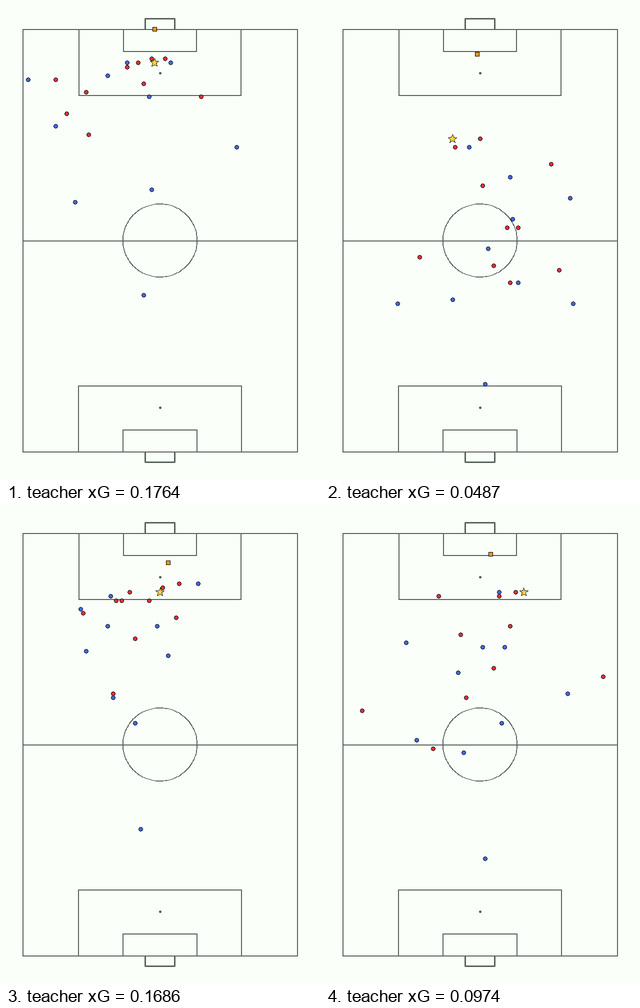 1. teacher xG = 0.1764
2. teacher xG = 0.0487
3. teacher xG = 0.1686
4. teacher xG = 0.0974